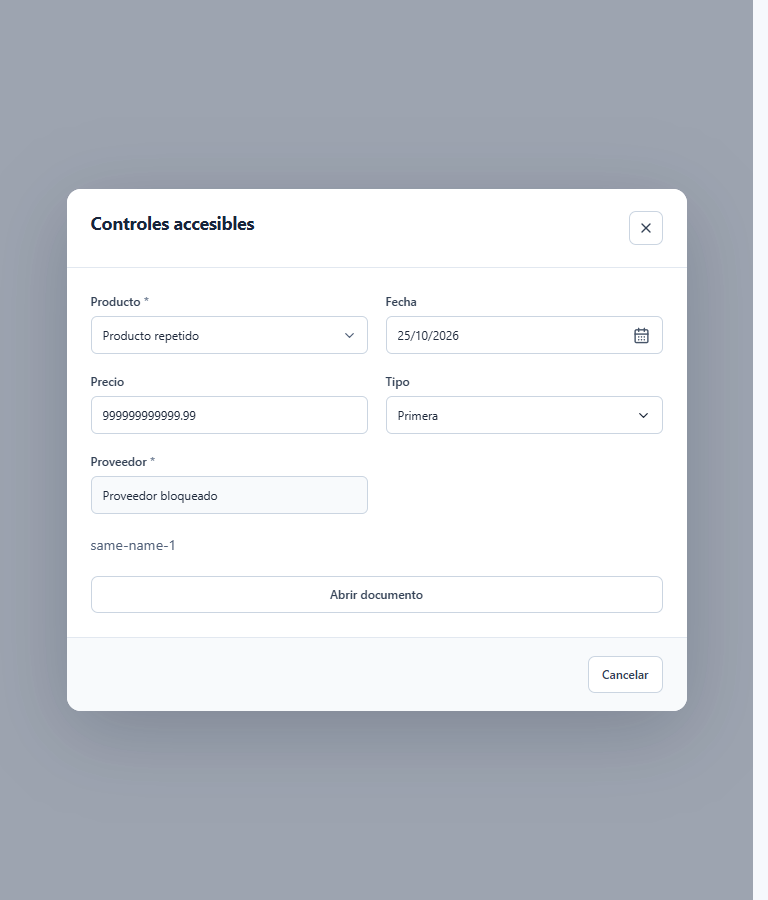 Controles accesibles
Producto *
Fecha
Producto repetido
25/10/2026
Precio
Tipo
999999999999.99
Primera
Proveedor *
Proveedor bloqueado
same-name-1
Abrir documento
Cancelar